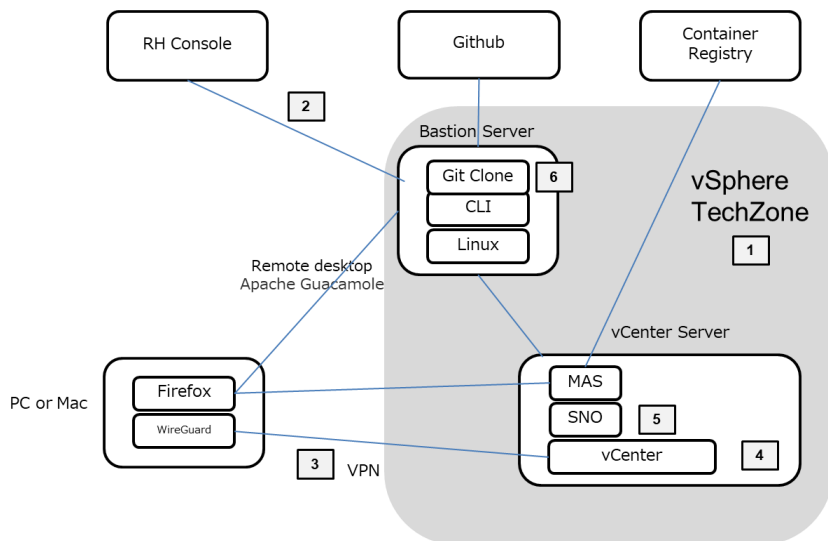 RH Console
Github
Container
Registry
2
Bastion Server
Git Clone
6
CLI
Linux
vSphere
TechZone
1
Remote desktop
Apache Guacamole
vCenter Server
PC or Mac
Firefox
WireGuard
MAS
SNO
5
vCenter
4
3
VPN